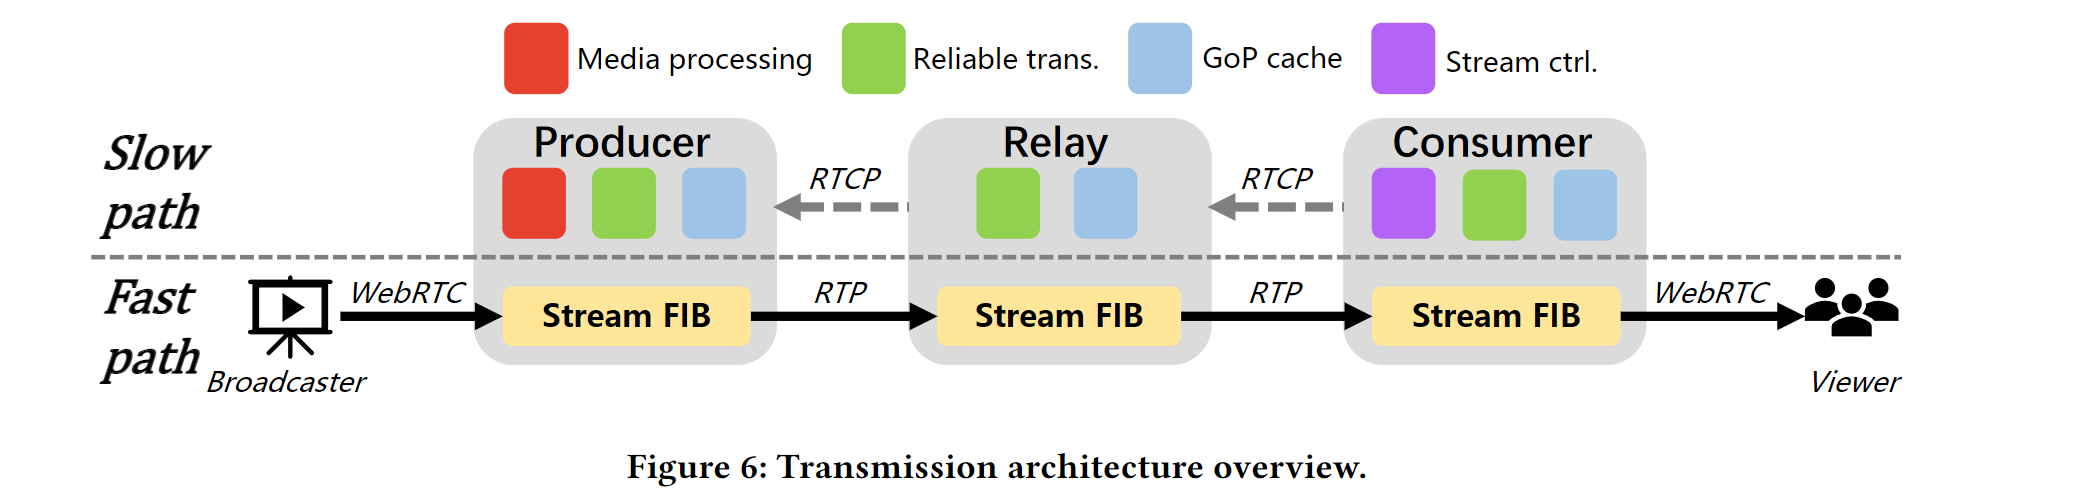 Media processing
Reliable trans.
GoP cache
Stream ctrl.
Slow
path
Producer
RTCP
Relay
RTCP
Consumer
Fast
path
Broadcaster
WebRTC
Stream FIB
RTP
Stream FIB
RTP
Stream FIB
WebRTC
Viewer
Figure 6: Transmission architecture overview.